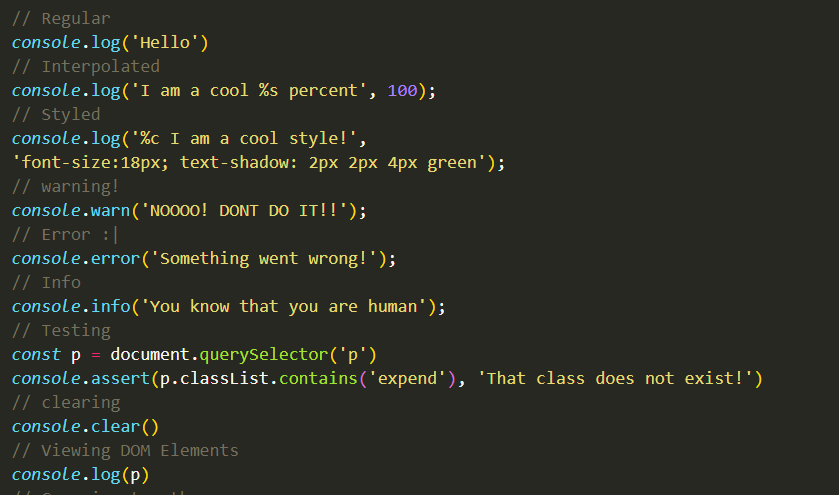 // Regular
console.log('Hello')
// Interpolated
console.log('I am a cool %s percent', 100);
// Styled
console.log('%c I am a cool style!',
'font-size:18px; text-shadow: 2px 2px 4px green');
// warning!
console.warn('NOOOO! DONT DO IT!!');
// Error :|
console.error('Something went wrong!');
// Info
console.info('You know that you are human');
// Testing
const p = document.querySelector('p')
console.assert(p.classList.contains('expend'), 'That class does not exist!')
// clearing
console.clear()
// Viewing DOM Elements
console.log(p)